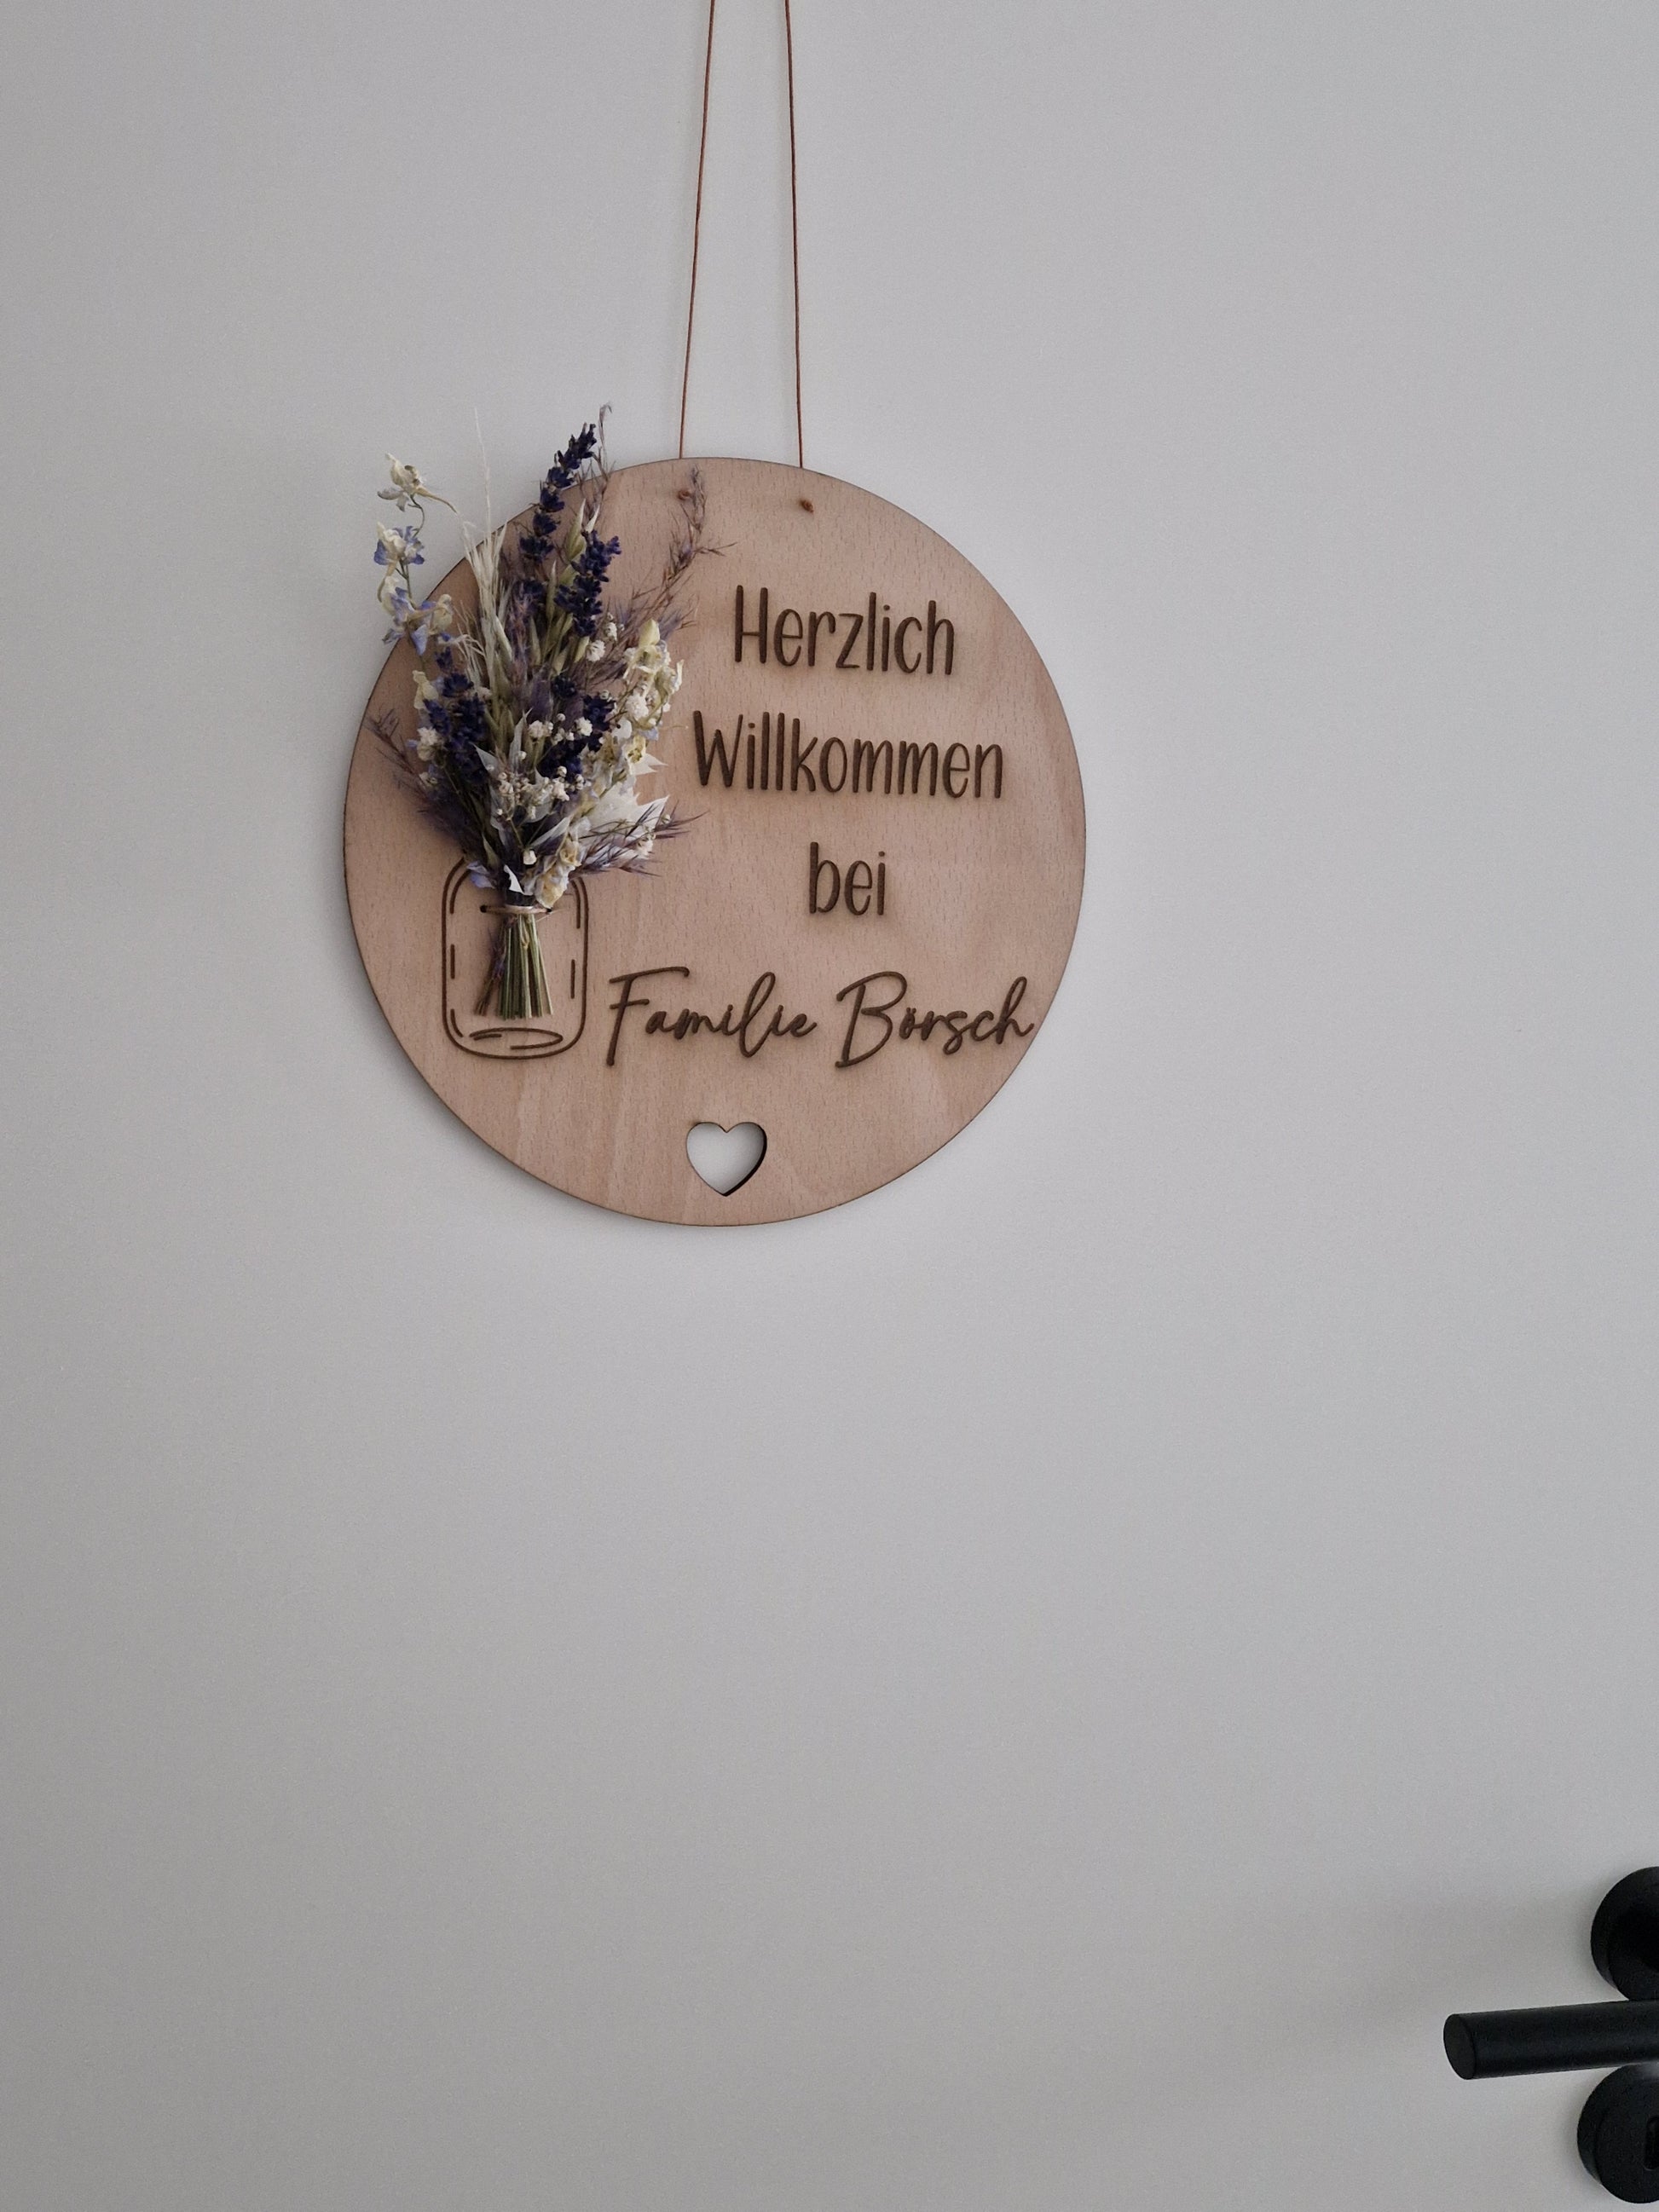 Herzlich
Willkommen
bei
Familie Börsch